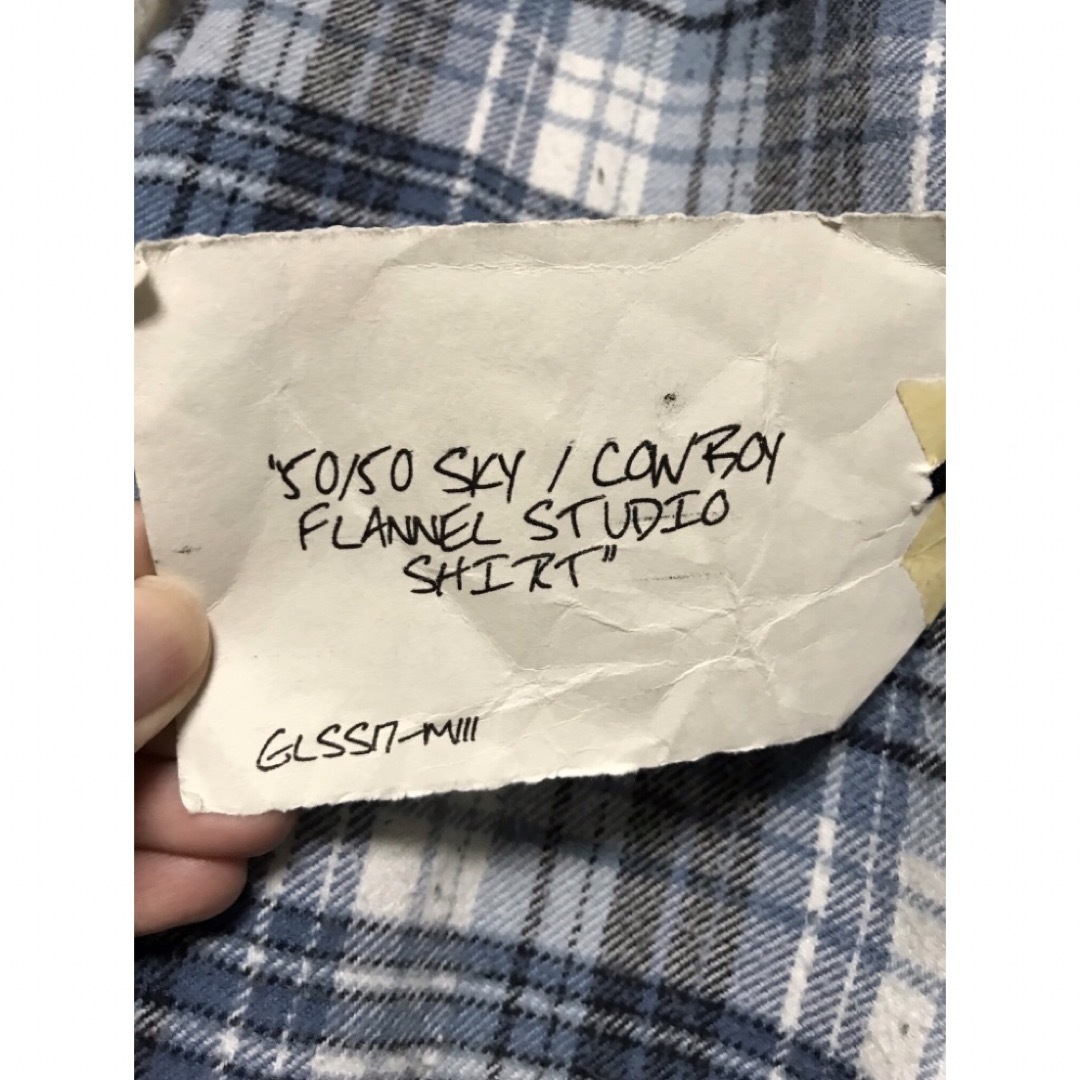 "50/50 SKY / COWBOY
FLANNEL STUDIO
SHIRT"
GLSS17-M111